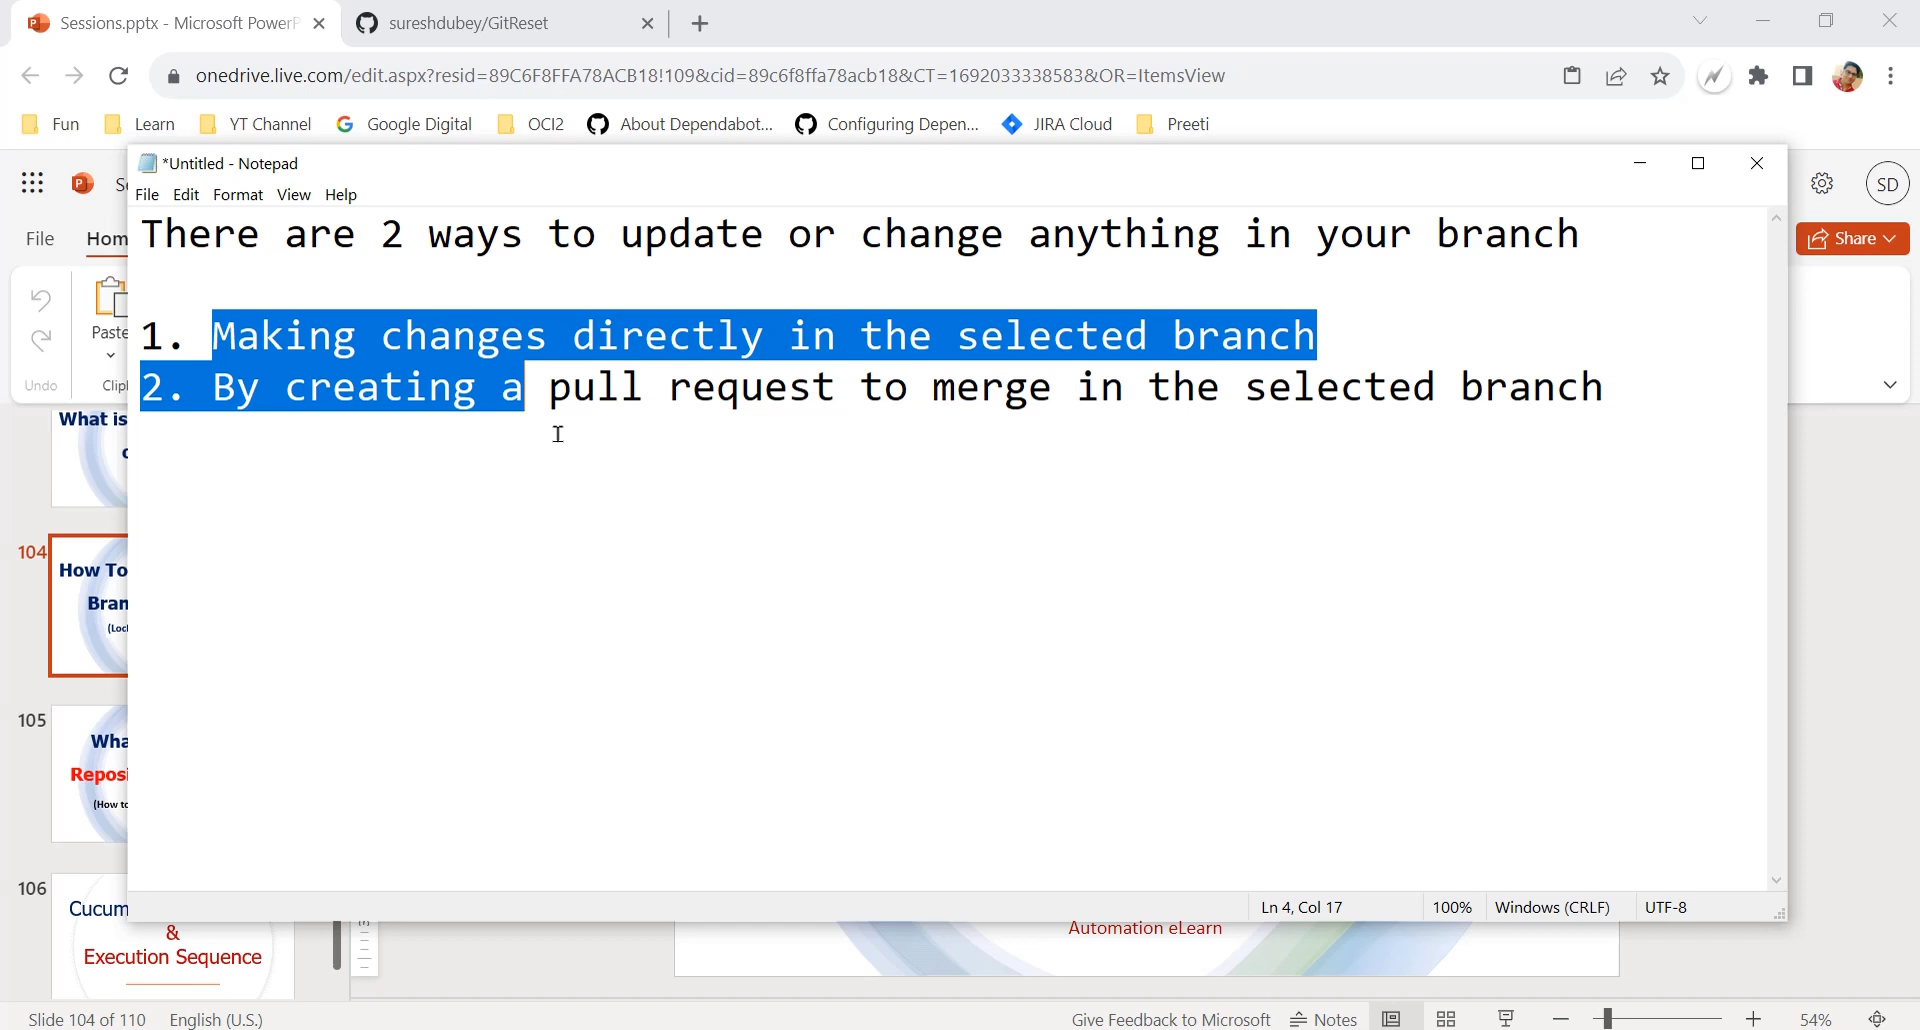 Sessions.pptx - Microsoft PowerP
sureshdubey/GitReset
onedrive.live.com/edit.aspx?resid=89C6F8FFA78ACB18!109&cid=89c6f8ffa78acb18&CT=1692033338583&OR=ItemsView
Fun
Learn
YT Channel
Google Digital
OCI2
About Dependabot...
Configuring Depen...
JIRA Cloud
Preeti
*Untitled - Notepad
File Edit Format View Help
SD
File
Hom
Share
Undo
Paste
Clip
There are 2 ways to update or change anything in your branch
1. Making changes directly in the selected branch
2. By creating a pull request to merge in the selected branch
What is
104
How To
Bran
(Loc
105
Wha
Reposi
(How to
106
Cucum
&
Execution Sequence
Ln 4, Col 17
100%
Windows (CRLF)
UTF-8
Automation eLearn
Slide 104 of 110
English (U.S.)
Give Feedback to Microsoft
Notes
54%